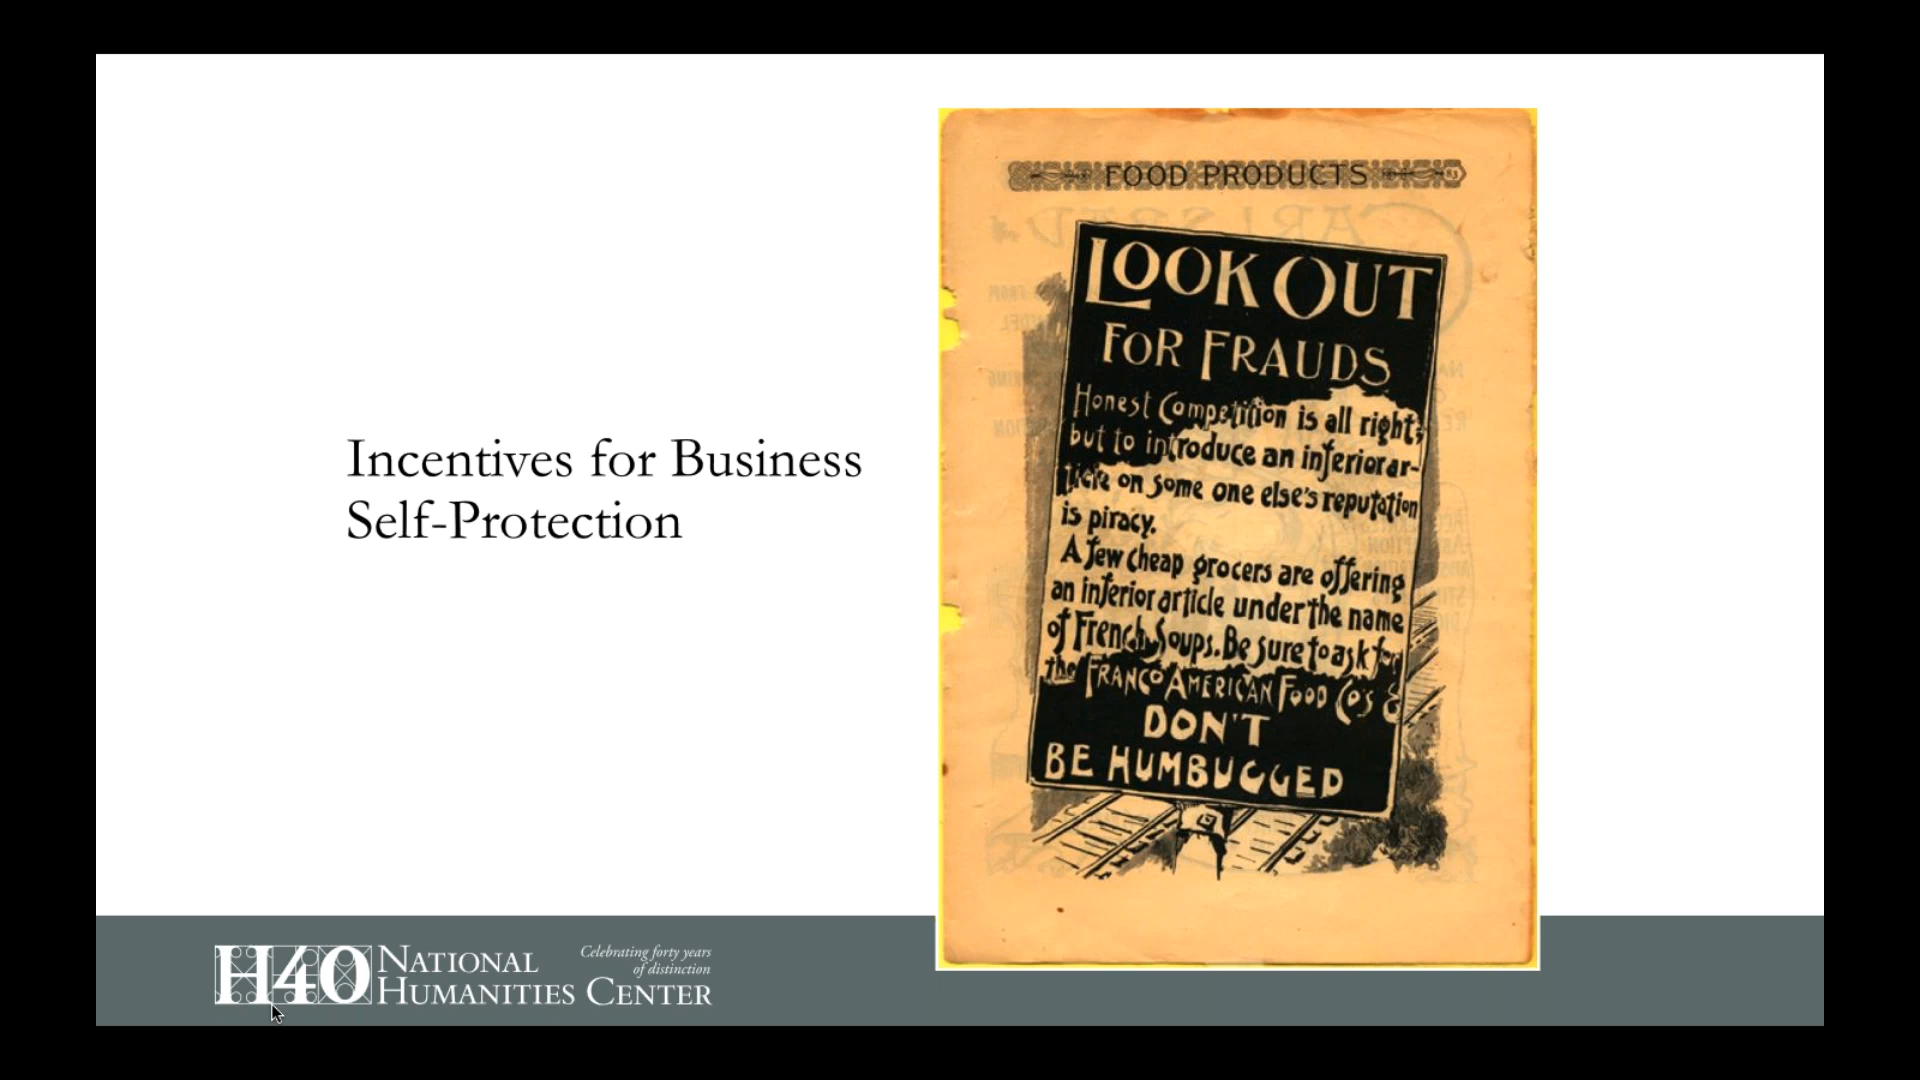 Incentives for Business
Self-Protection
FOOD PRODUCTS
LOOK OUT
FOR FRAUDS
Honest Competition is all right;
but to introduce an inferior ar-
ticle on some one else's reputation
is piracy.
A few cheap grocers are offering
an inferior article under the name
of French Soups. Be sure to ask for
the FRANCO AMERICAN FOOD CO'S &
DON'T
BE HUMBUGGED
H40 NATIONAL
HUMANITIES CENTER
Celebrating forty years
of distinction